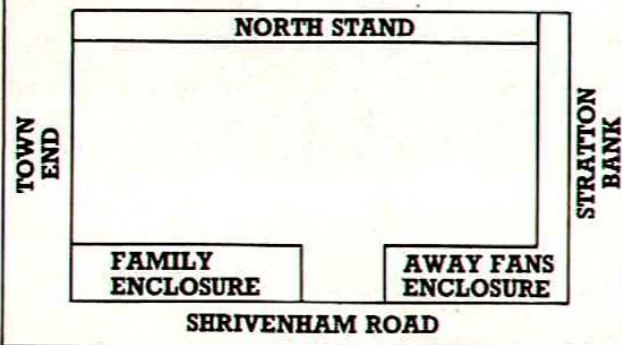 NORTH STAND
TOWN
END
STRATTON
BANK
FAMILY
ENCLOSURE
AWAY FANS
ENCLOSURE
SHRIVENHAM ROAD